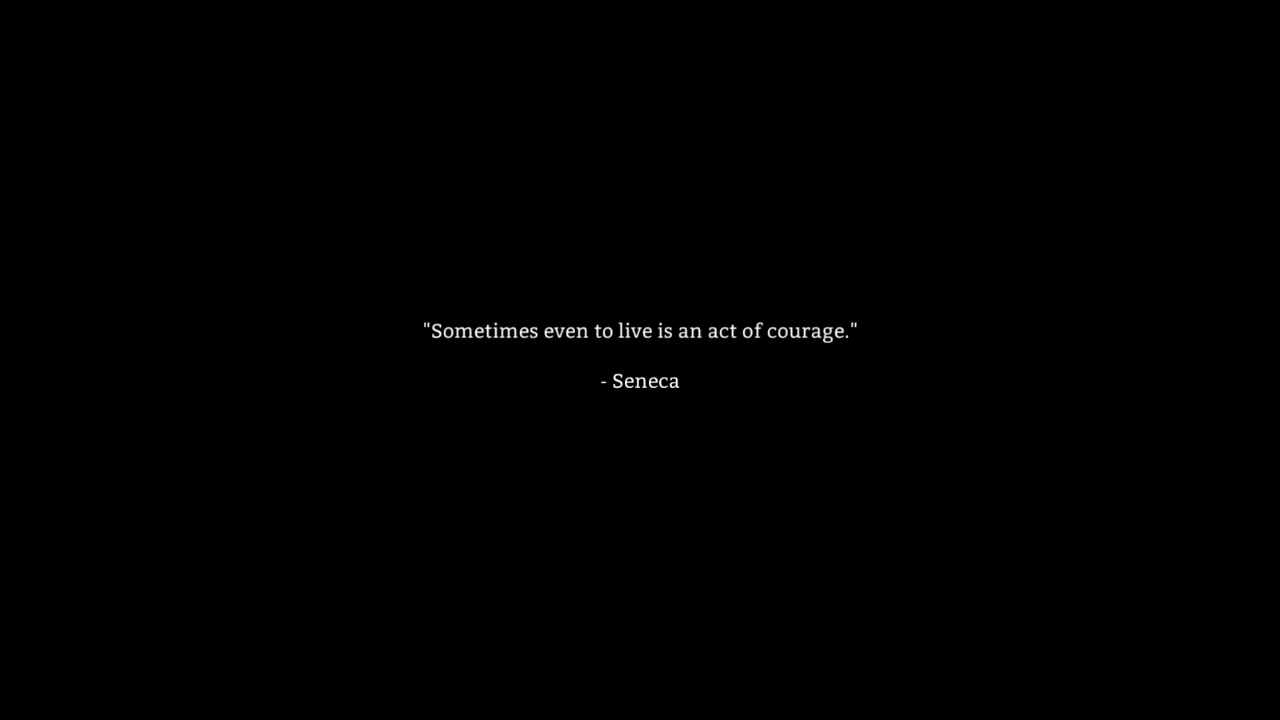 "Sometimes even to live is an act of courage."
- Seneca